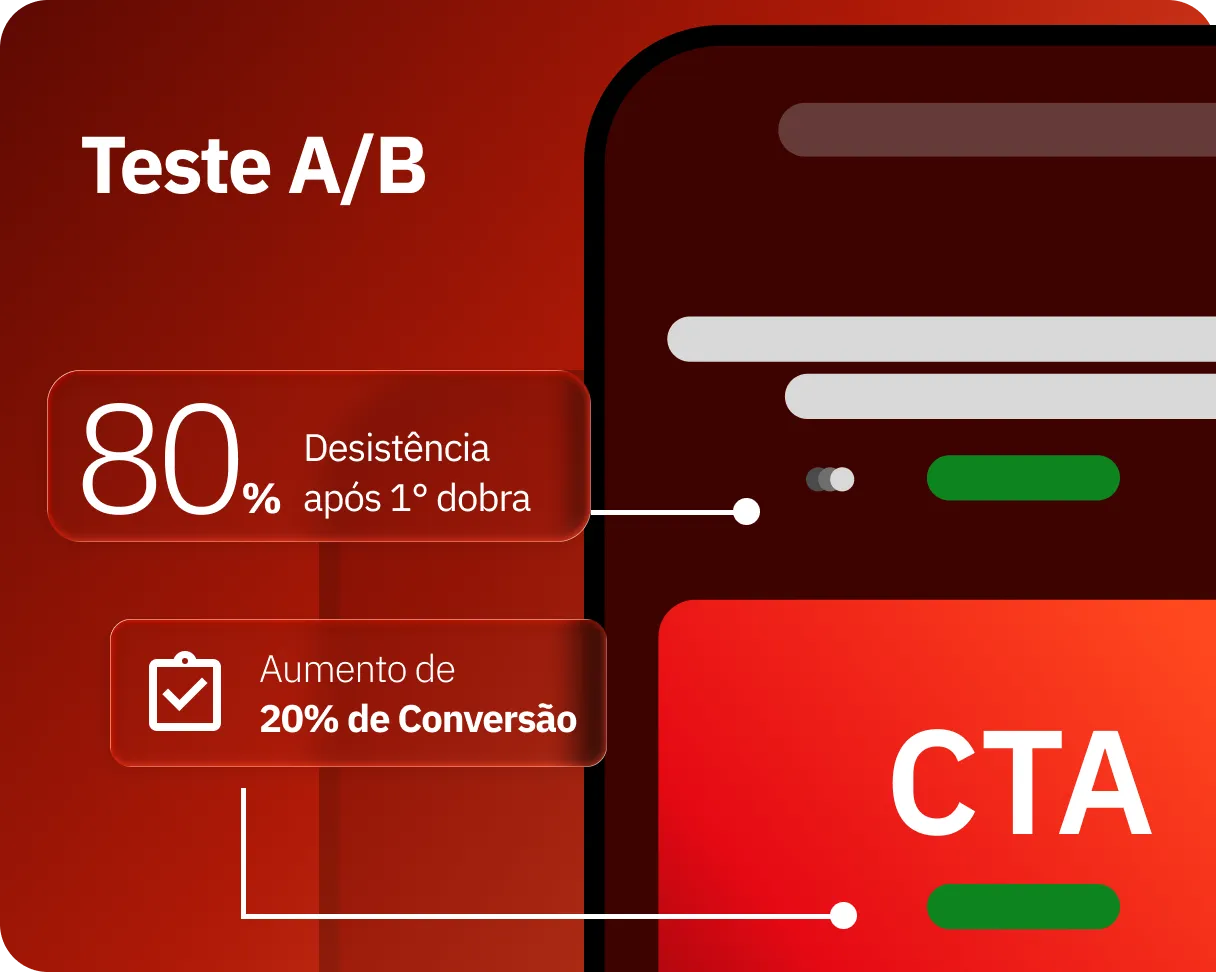 Teste A/B
80% Desistência
após 1° dobra
Aumento de
20% de Conversão
CTA